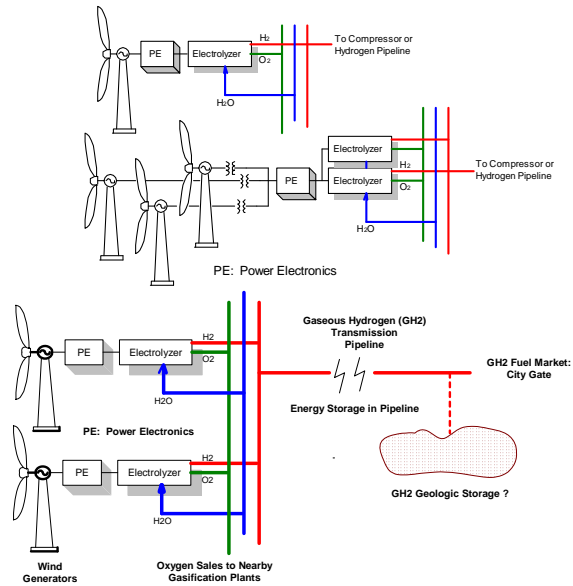 PE
Electrolyzer
H₂
O₂
H₂O
To Compressor or
Hydrogen Pipeline
Electrolyzer
PE
Electrolyzer
H₂
O₂
H₂O
To Compressor or
Hydrogen Pipeline
PE: Power Electronics
PE
Electrolyzer
H2
O2
H2O
Gaseous Hydrogen (GH2)
Transmission
Pipeline
GH2 Fuel Market:
City Gate
Energy Storage in Pipeline
PE: Power Electronics
PE
Electrolyzer
H2
O2
H2O
GH2 Geologic Storage ?
Wind
Generators
Oxygen Sales to Nearby
Gasification Plants